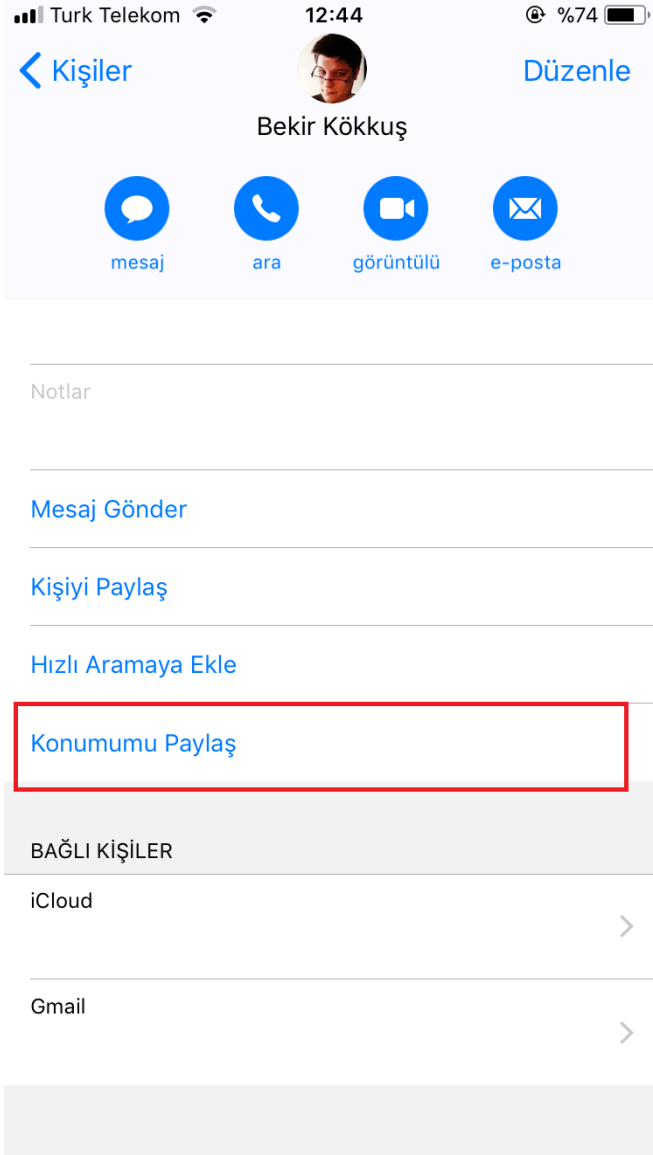 Turk Telekom 12:44 %74
Kişiler Düzenle
Bekir Kökkuş
mesaj ara görüntülü e-posta
Notlar
Mesaj Gönder
Kişiyi Paylaş
Hızlı Aramaya Ekle
Konumumu Paylaş
BAĞLI KİŞİLER
iCloud
Gmail